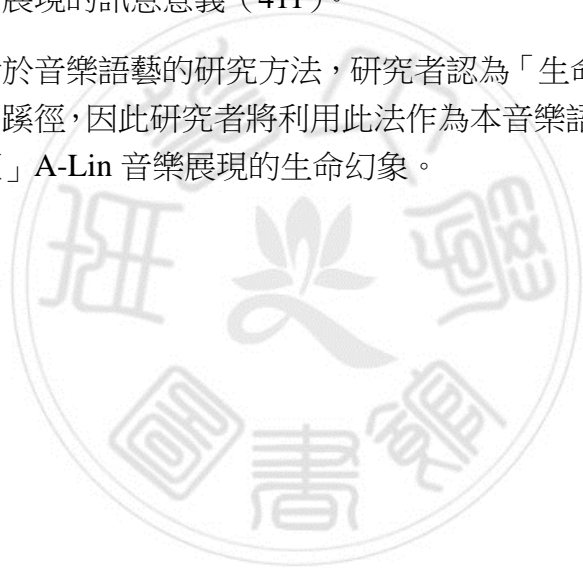 展現的訊息意義（411）。
於音樂語藝的研究方法，研究者認為「生命
蹊徑，因此研究者將利用此法作為本音樂語
」A-Lin 音樂展現的生命幻象。
書